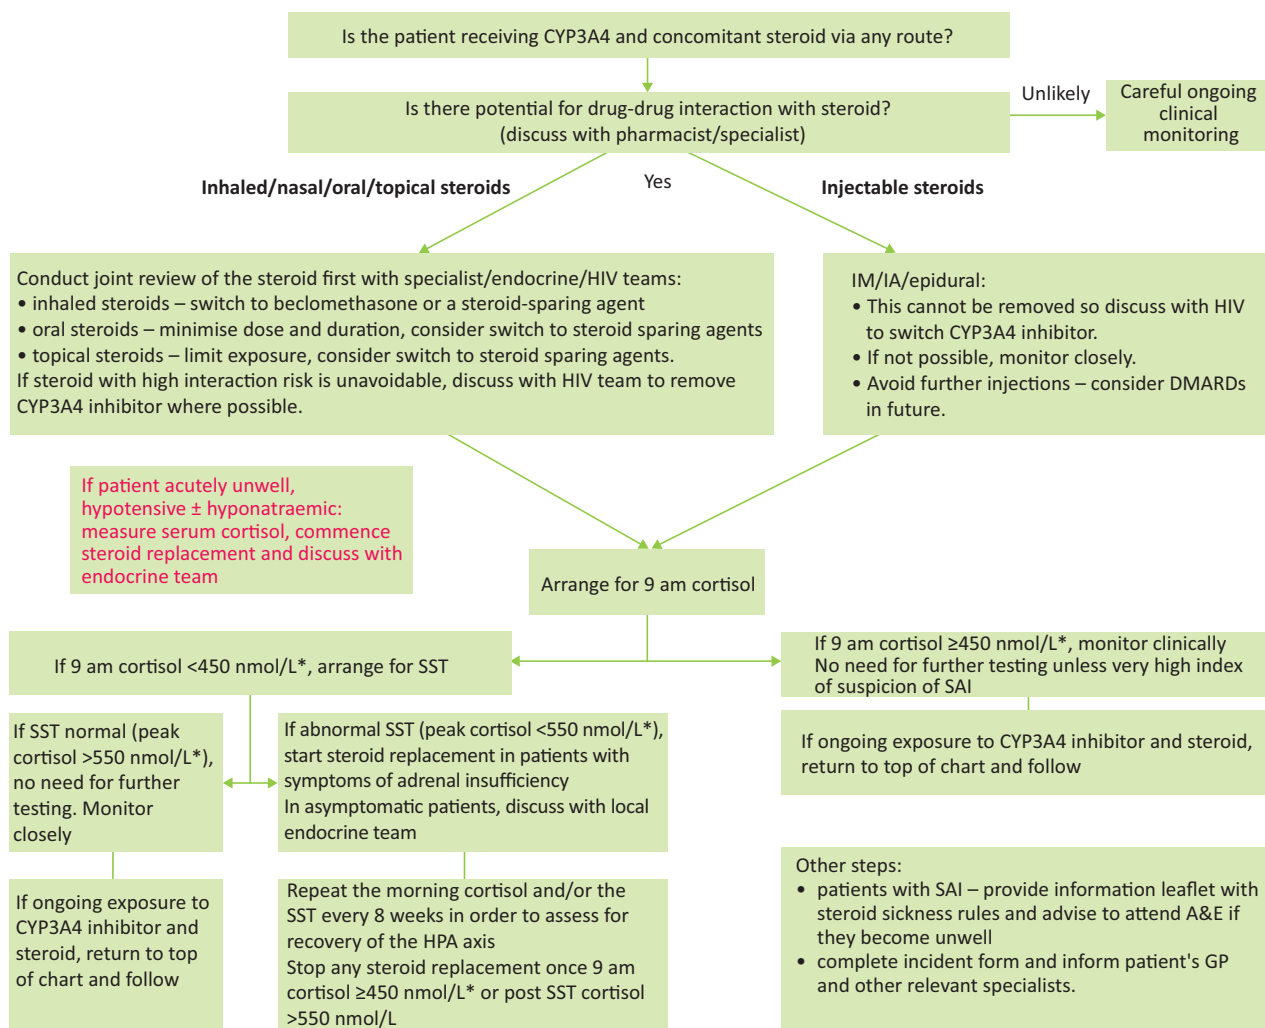 Is the patient receiving CYP3A4 and concomitant steroid via any route?
Is there potential for drug-drug interaction with steroid?
(discuss with pharmacist/specialist)
Unlikely
Careful ongoing
clinical
monitoring
Inhaled/nasal/oral/topical steroids
Yes
Injectable steroids
Conduct joint review of the steroid first with specialist/endocrine/HIV teams:
• inhaled steroids – switch to beclomethasone or a steroid-sparing agent
• oral steroids – minimise dose and duration, consider switch to steroid sparing agents
• topical steroids – limit exposure, consider switch to steroid sparing agents.
If steroid with high interaction risk is unavoidable, discuss with HIV team to remove
CYP3A4 inhibitor where possible.
IM/IA/epidural:
• This cannot be removed so discuss with HIV
to switch CYP3A4 inhibitor.
• If not possible, monitor closely.
• Avoid further injections – consider DMARDs
in future.
If patient acutely unwell,
hypotensive ± hyponatraemic:
measure serum cortisol, commence
steroid replacement and discuss with
endocrine team
Arrange for 9 am cortisol
If 9 am cortisol <450 nmol/L*, arrange for SST
If 9 am cortisol ≥450 nmol/L*, monitor clinically
No need for further testing unless very high index
of suspicion of SAI
If SST normal (peak
cortisol >550 nmol/L*),
no need for further
testing. Monitor
closely
If abnormal SST (peak cortisol <550 nmol/L*),
start steroid replacement in patients with
symptoms of adrenal insufficiency
In asymptomatic patients, discuss with local
endocrine team
If ongoing exposure to CYP3A4 inhibitor and steroid,
return to top of chart and follow
If ongoing exposure to
CYP3A4 inhibitor and
steroid, return to top
of chart and follow
Repeat the morning cortisol and/or the
SST every 8 weeks in order to assess for
recovery of the HPA axis
Stop any steroid replacement once 9 am
cortisol ≥450 nmol/L* or post SST cortisol
>550 nmol/L
Other steps:
• patients with SAI – provide information leaflet with
steroid sickness rules and advise to attend A&E if
they become unwell
• complete incident form and inform patient's GP
and other relevant specialists.